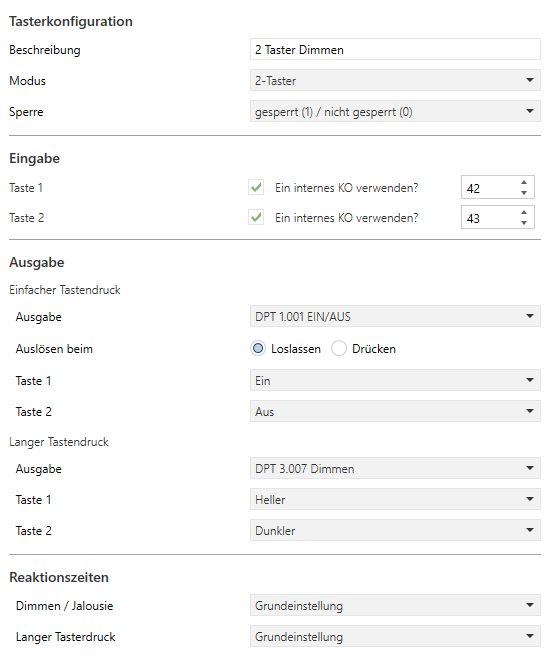 Tasterkonfiguration
Beschreibung 2 Taster Dimmen
Modus 2-Taster
Sperre gesperrt (1) / nicht gesperrt (0)
Eingabe
Taste 1 Ein internes KO verwenden? 42
Taste 2 Ein internes KO verwenden? 43
Ausgabe
Einfacher Tastendruck
Ausgabe DPT 1.001 EIN/AUS
Auslösen beim Loslassen Drücken
Taste 1 Ein
Taste 2 Aus
Langer Tastendruck
Ausgabe DPT 3.007 Dimmen
Taste 1 Heller
Taste 2 Dunkler
Reaktionszeiten
Dimmen / Jalousie Grundeinstellung
Langer Tasterdruck Grundeinstellung